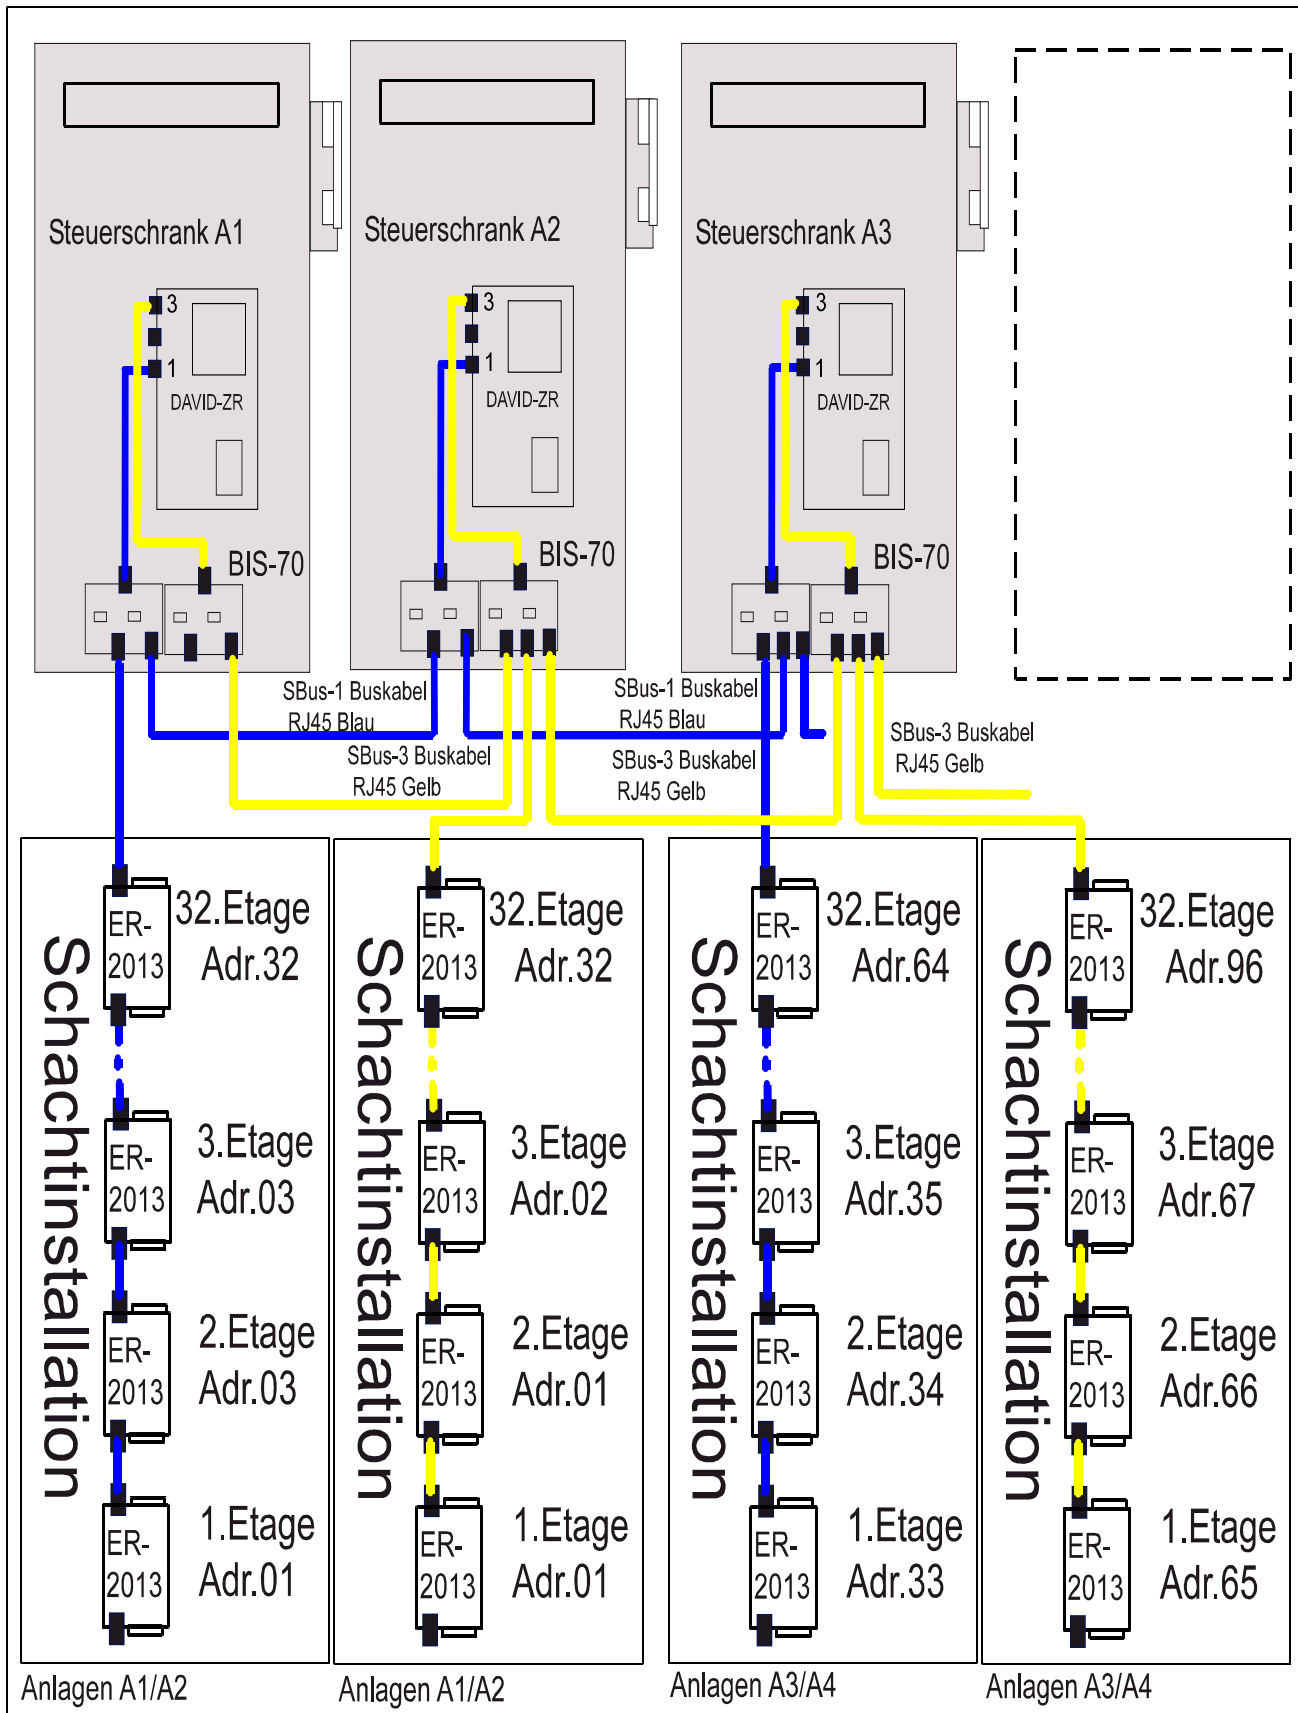 Steuerschrank A1
3
1
DAVID-ZR
BIS-70
Steuerschrank A2
3
1
DAVID-ZR
BIS-70
Steuerschrank A3
3
1
DAVID-ZR
BIS-70
SBus-1 Buskabel
RJ45 Blau
SBus-3 Buskabel
RJ45 Gelb
SBus-1 Buskabel
RJ45 Blau
SBus-3 Buskabel
RJ45 Gelb
SBus-3 Buskabel
RJ45 Gelb
Schachtinstallation
ER-
2013
32.Etage
Adr.32
ER-
2013
3.Etage
Adr.03
ER-
2013
2.Etage
Adr.03
ER-
2013
1.Etage
Adr.01
Anlagen A1/A2
Schachtinstallation
ER-
2013
32.Etage
Adr.32
ER-
2013
3.Etage
Adr.02
ER-
2013
2.Etage
Adr.01
ER-
2013
1.Etage
Adr.01
Anlagen A1/A2
Schachtinstallation
ER-
2013
32.Etage
Adr.64
ER-
2013
3.Etage
Adr.35
ER-
2013
2.Etage
Adr.34
ER-
2013
1.Etage
Adr.33
Anlagen A3/A4
Schachtinstallation
ER-
2013
32.Etage
Adr.96
ER-
2013
3.Etage
Adr.67
ER-
2013
2.Etage
Adr.66
ER-
2013
1.Etage
Adr.65
Anlagen A3/A4